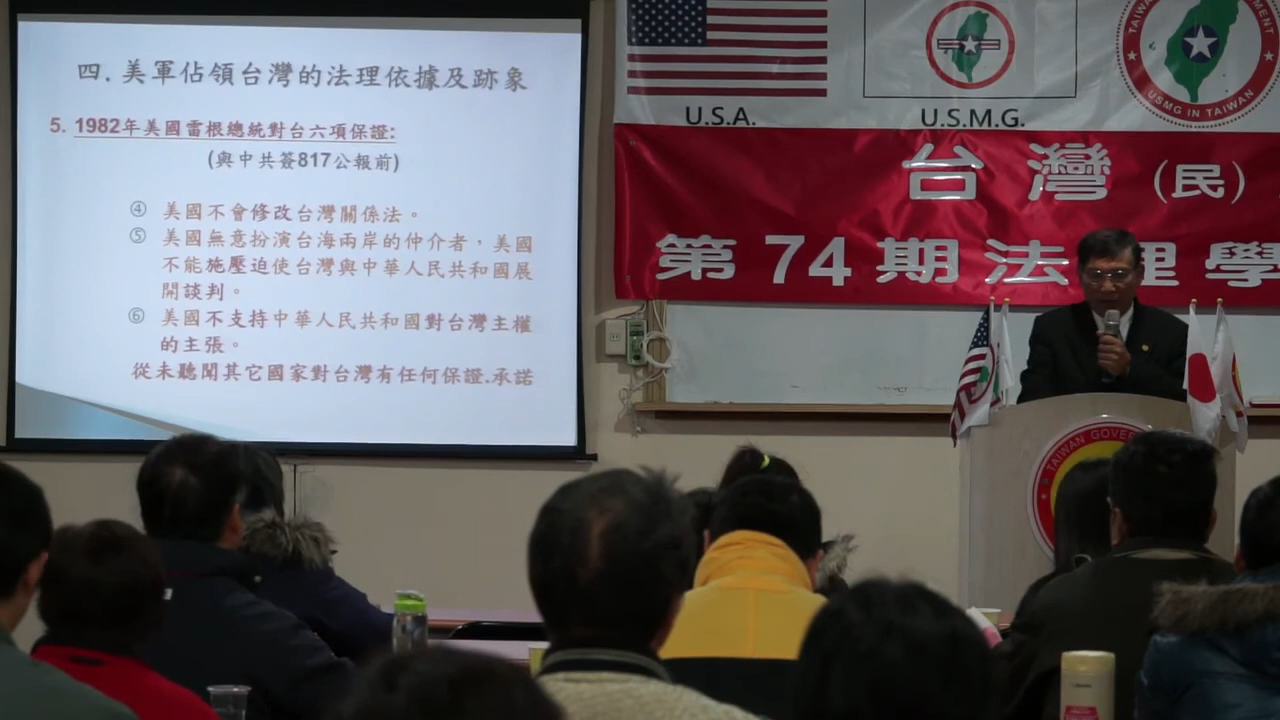 四. 美軍佔領台灣的法理依據及跡象
5. 1982年美國雷根總統對台六項保證:
(與中共簽817公報前)
④ 美國不會修改台灣關係法。
⑤ 美國無意扮演台海兩岸的仲介者，美國
不能施壓迫使台灣與中華人民共和國展
開談判。
⑥ 美國不支持中華人民共和國對台灣主權
的主張。
從未聽聞其它國家對台灣有任何保證.承諾
U.S.A.
U.S.M.G.
USMG IN TAIWAN
台灣 (民)
第74期法理學
TAIWAN GOVER